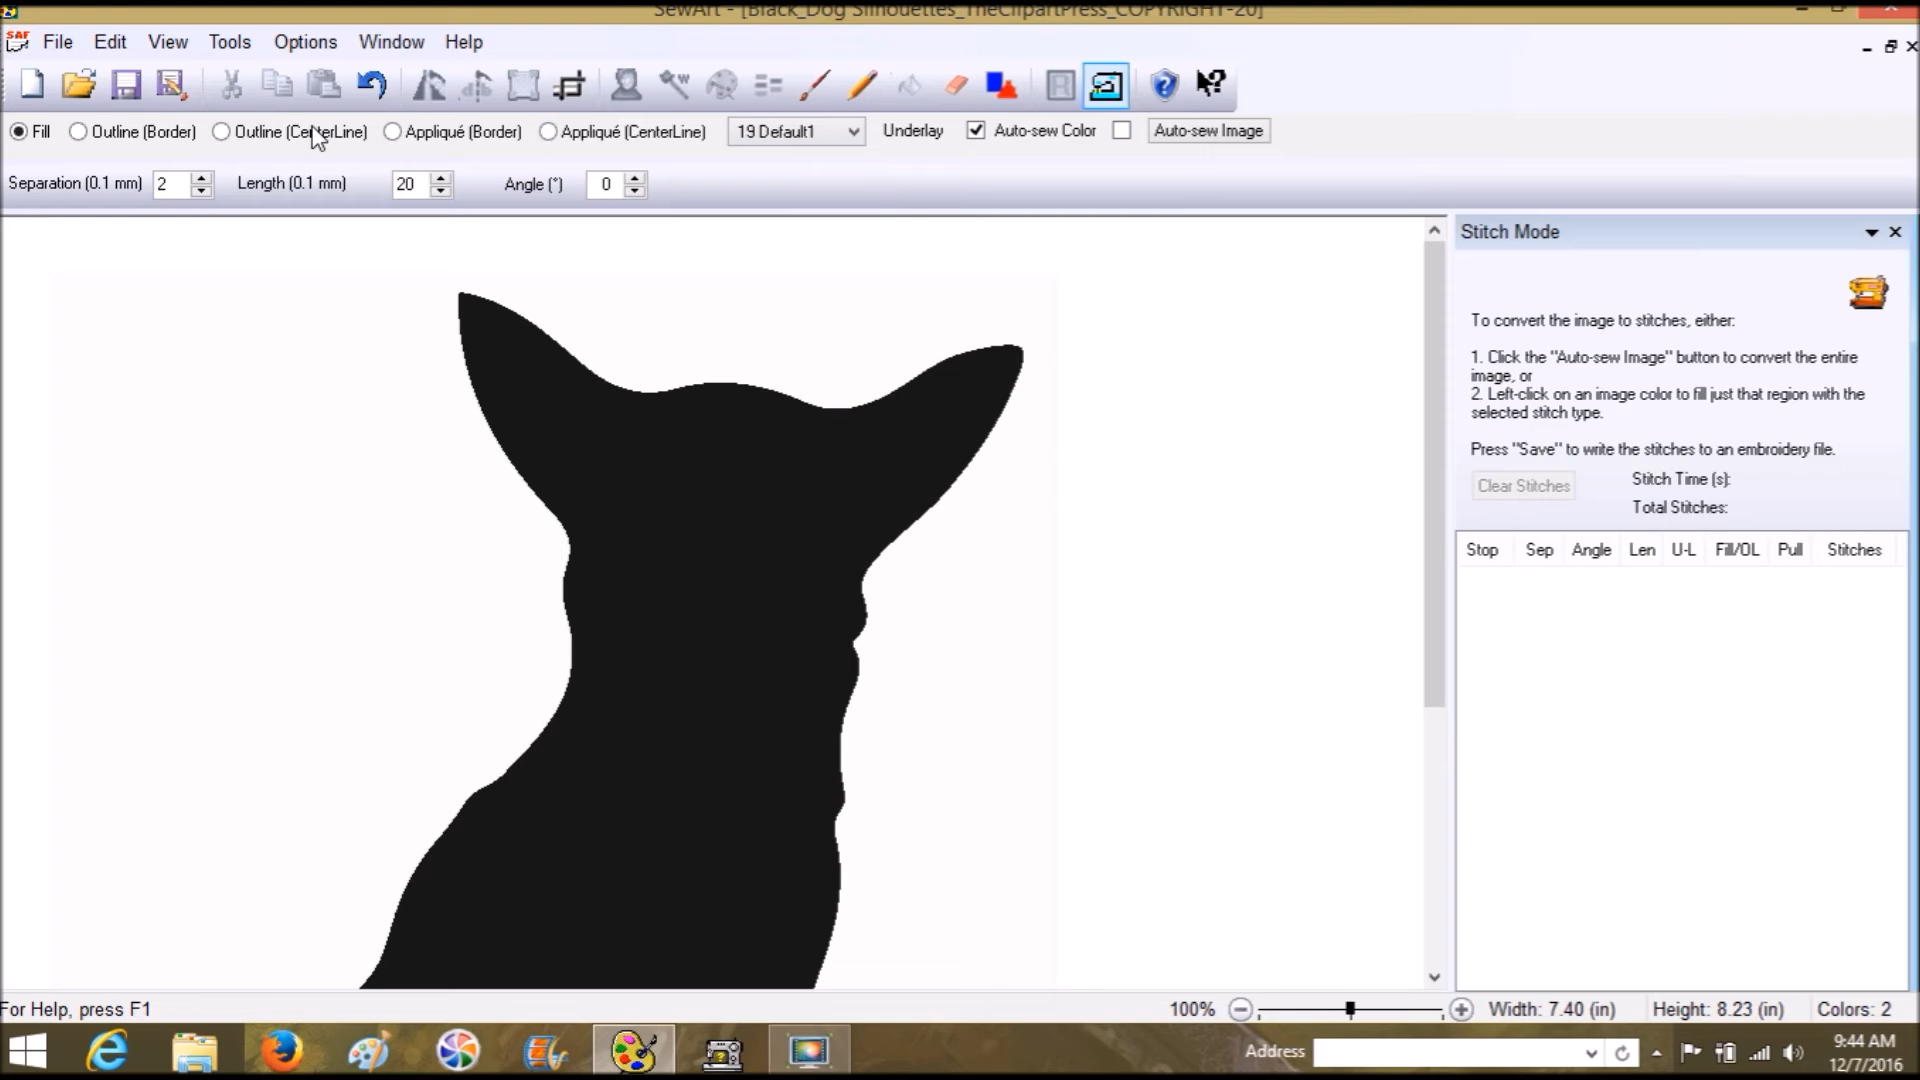 SewArt - [Black_Dog Silhouettes_TheClipartPress_COPYRIGHT-20]
SAF File Edit View Tools Options Window Help
Fill Outline (Border) Outline (CenterLine) Appliqué (Border) Appliqué (CenterLine) 19 Default1 Underlay Auto-sew Color Auto-sew Image
Separation (0.1 mm) 2 Length (0.1 mm) 20 Angle (°) 0
Stitch Mode
To convert the image to stitches, either:
1. Click the "Auto-sew Image" button to convert the entire
image, or
2. Left-click on an image color to fill just that region with the
selected stitch type.
Press "Save" to write the stitches to an embroidery file.
Clear Stitches
Stitch Time (s):
Total Stitches:
Stop Sep Angle Len U-L Fill/OL Pull Stitches
For Help, press F1
100% Width: 7.40 (in) Height: 8.23 (in) Colors: 2
Address
9:44 AM
12/7/2016